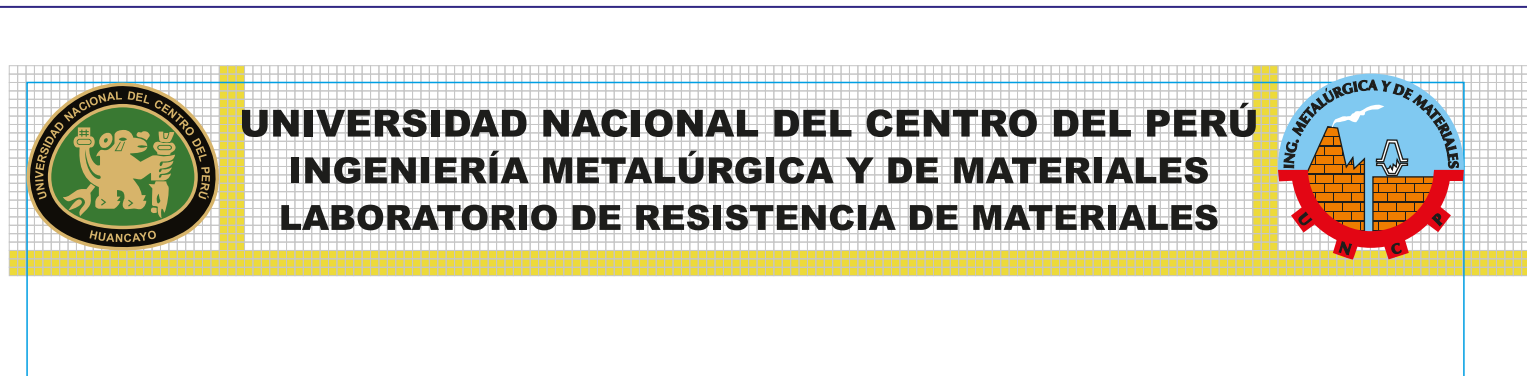 UNIVERSIDAD NACIONAL DEL CENTRO DEL PERÚ
HUANCAYO
UNIVERSIDAD NACIONAL DEL CENTRO DEL PERÚ
INGENIERÍA METALÚRGICA Y DE MATERIALES
LABORATORIO DE RESISTENCIA DE MATERIALES
ING. METALÚRGICA Y DE MATERIALES
U N C P